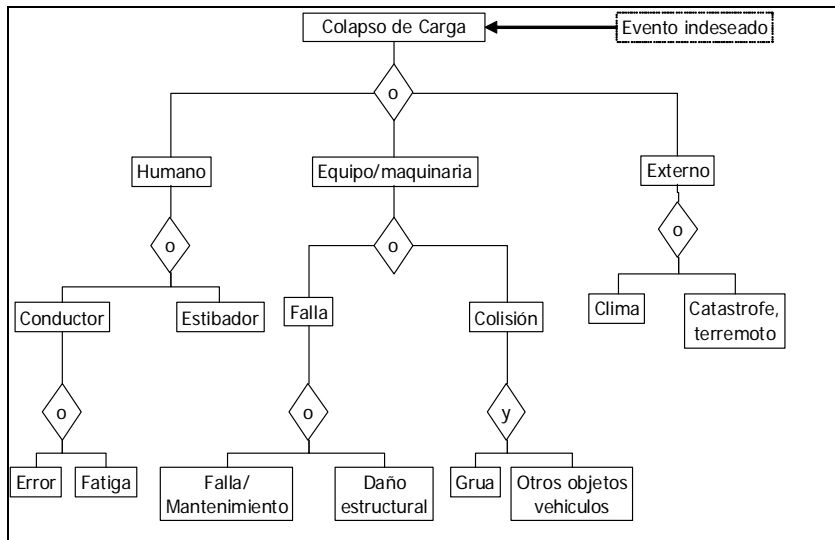 Colapso de Carga
Evento indeseado
o
Humano
Equipo/maquinaria
Externo
o
o
o
Conductor
Estibador
Falla
Colisión
Clima
Catastrofe,
terremoto
o
o
y
Error
Fatiga
Falla/
Mantenimiento
Daño
estructural
Grua
Otros objetos
vehiculos